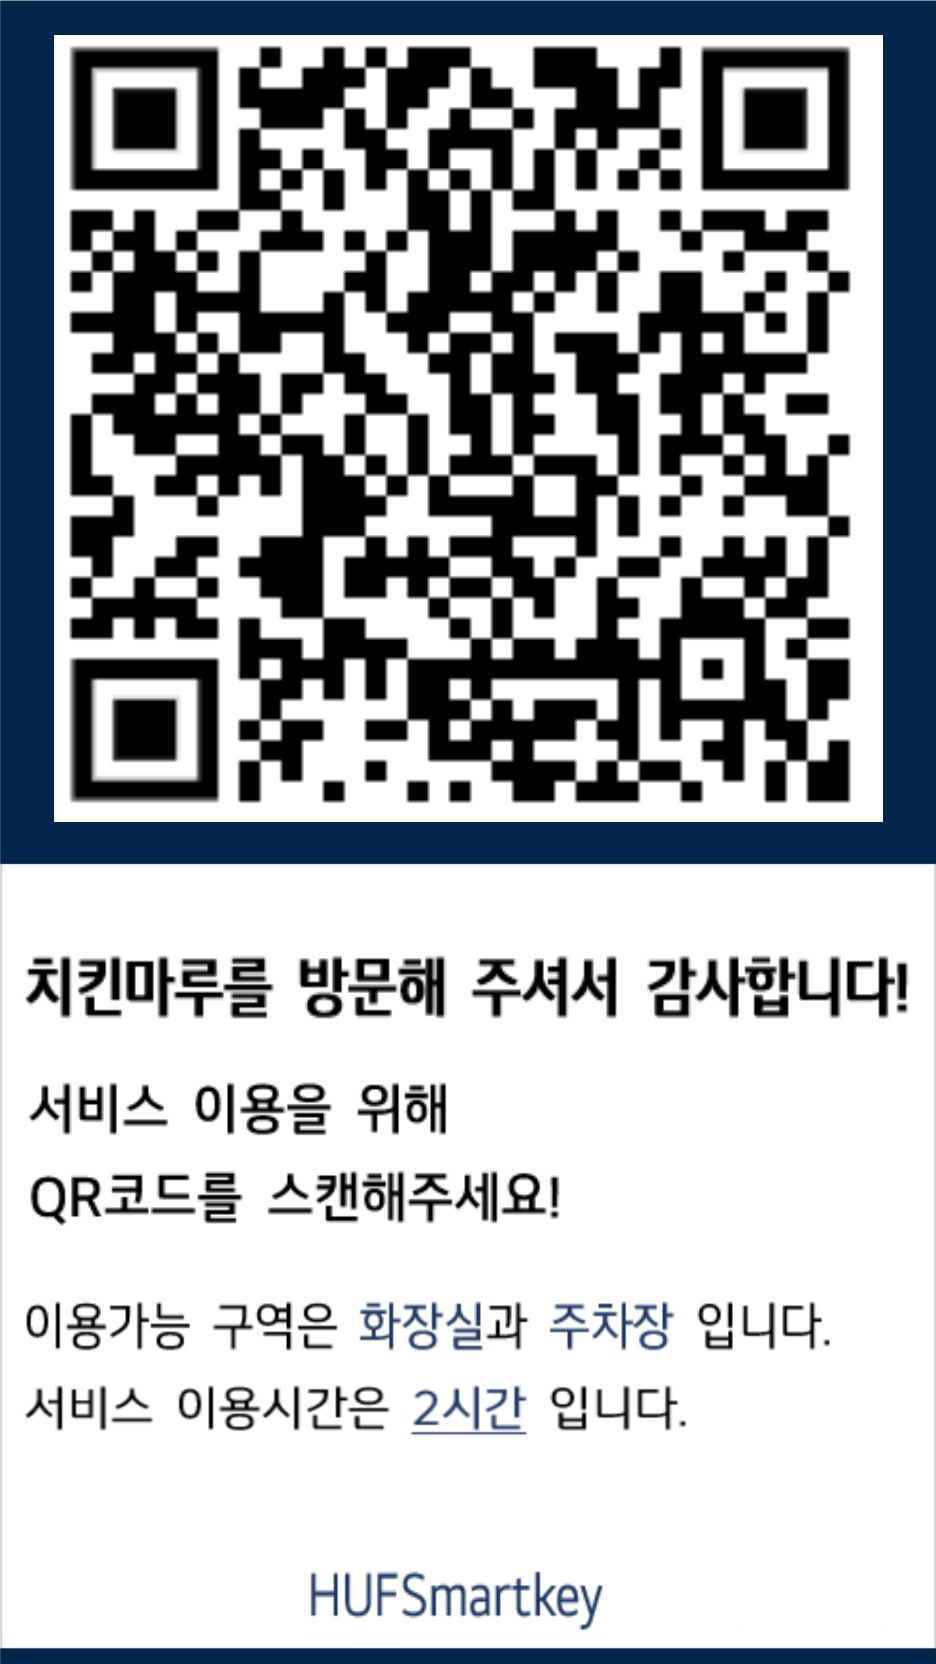 치킨마루를 방문해 주셔서 감사합니다!
서비스 이용을 위해
QR코드를 스캔해주세요!
이용가능 구역은 화장실과 주차장 입니다.
서비스 이용시간은 2시간 입니다.
HUFSmartkey